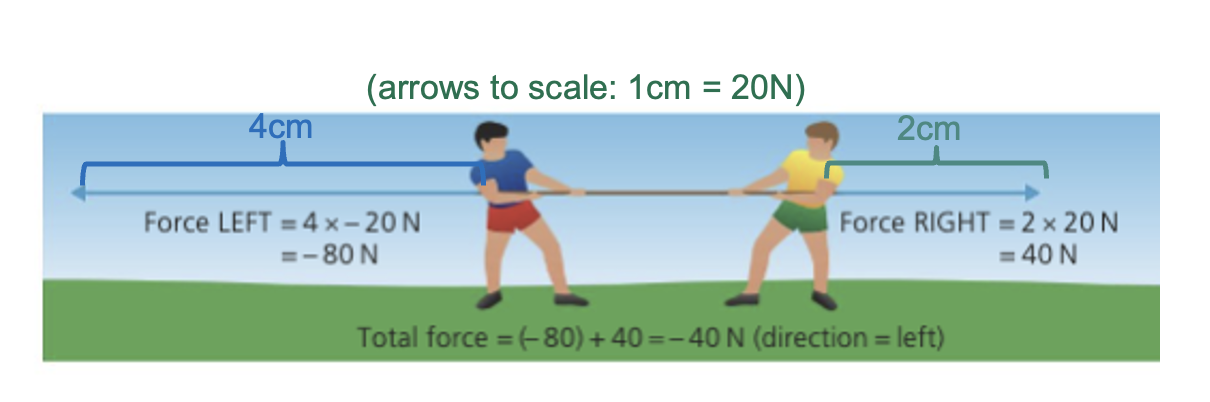 (arrows to scale: 1cm = 20N)
4cm
2cm
Force LEFT = 4 × – 20 N
= – 80 N
Force RIGHT = 2 × 20 N
= 40 N
Total force = (– 80) + 40 = – 40 N (direction = left)